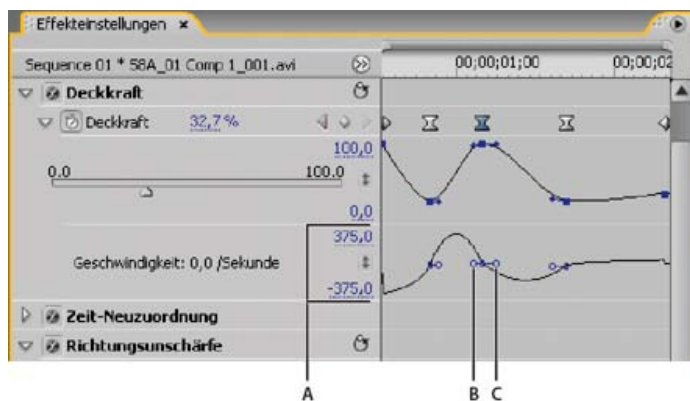 Effekteinstellungen ×
Sequence 01 * 58A_01 Comp 1_001.avi
00;00;01;00 00;00;02
Deckkraft
Deckkraft 32,7 %
100,0
0.0 100.0
0,0
375,0
Geschwindigkeit: 0,0 /Sekunde
-375,0
Zeit-Neuzuordnung
Richtungsunschärfe
A B C